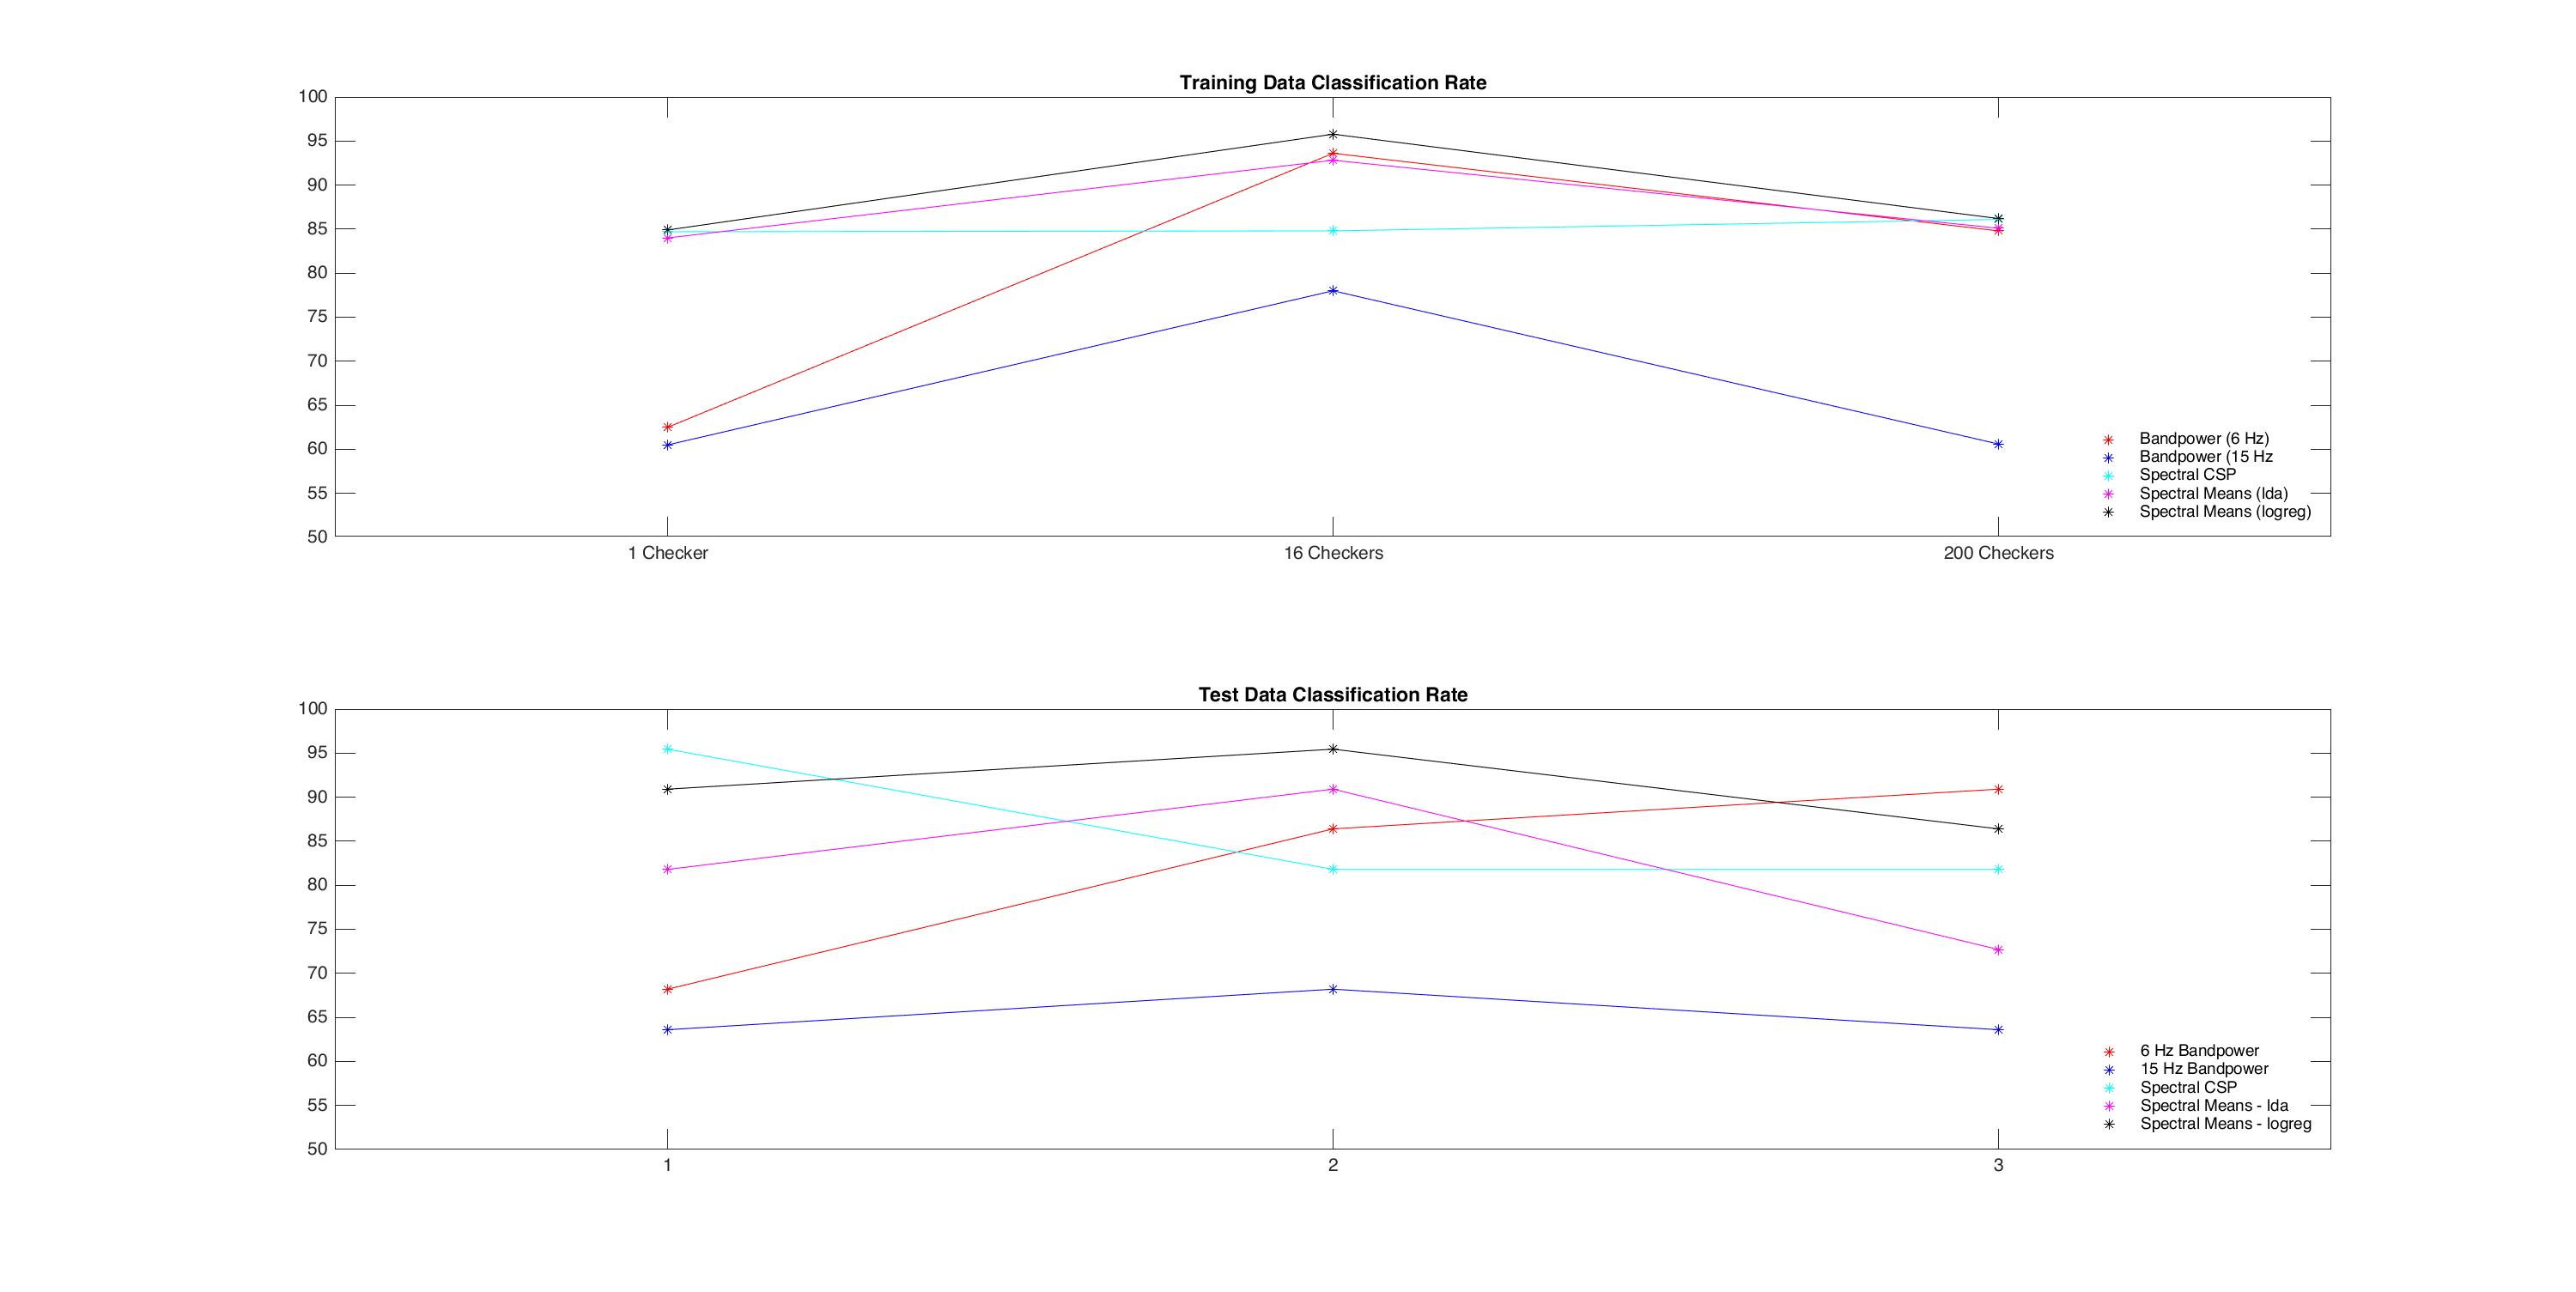 Training Data Classification Rate
100
95
90
85
80
75
70
65
60
55
50
1 Checker
16 Checkers
200 Checkers
Bandpower (6 Hz)
Bandpower (15 Hz
Spectral CSP
Spectral Means (lda)
Spectral Means (logreg)
Test Data Classification Rate
100
95
90
85
80
75
70
65
60
55
50
1
2
3
6 Hz Bandpower
15 Hz Bandpower
Spectral CSP
Spectral Means - lda
Spectral Means - logreg